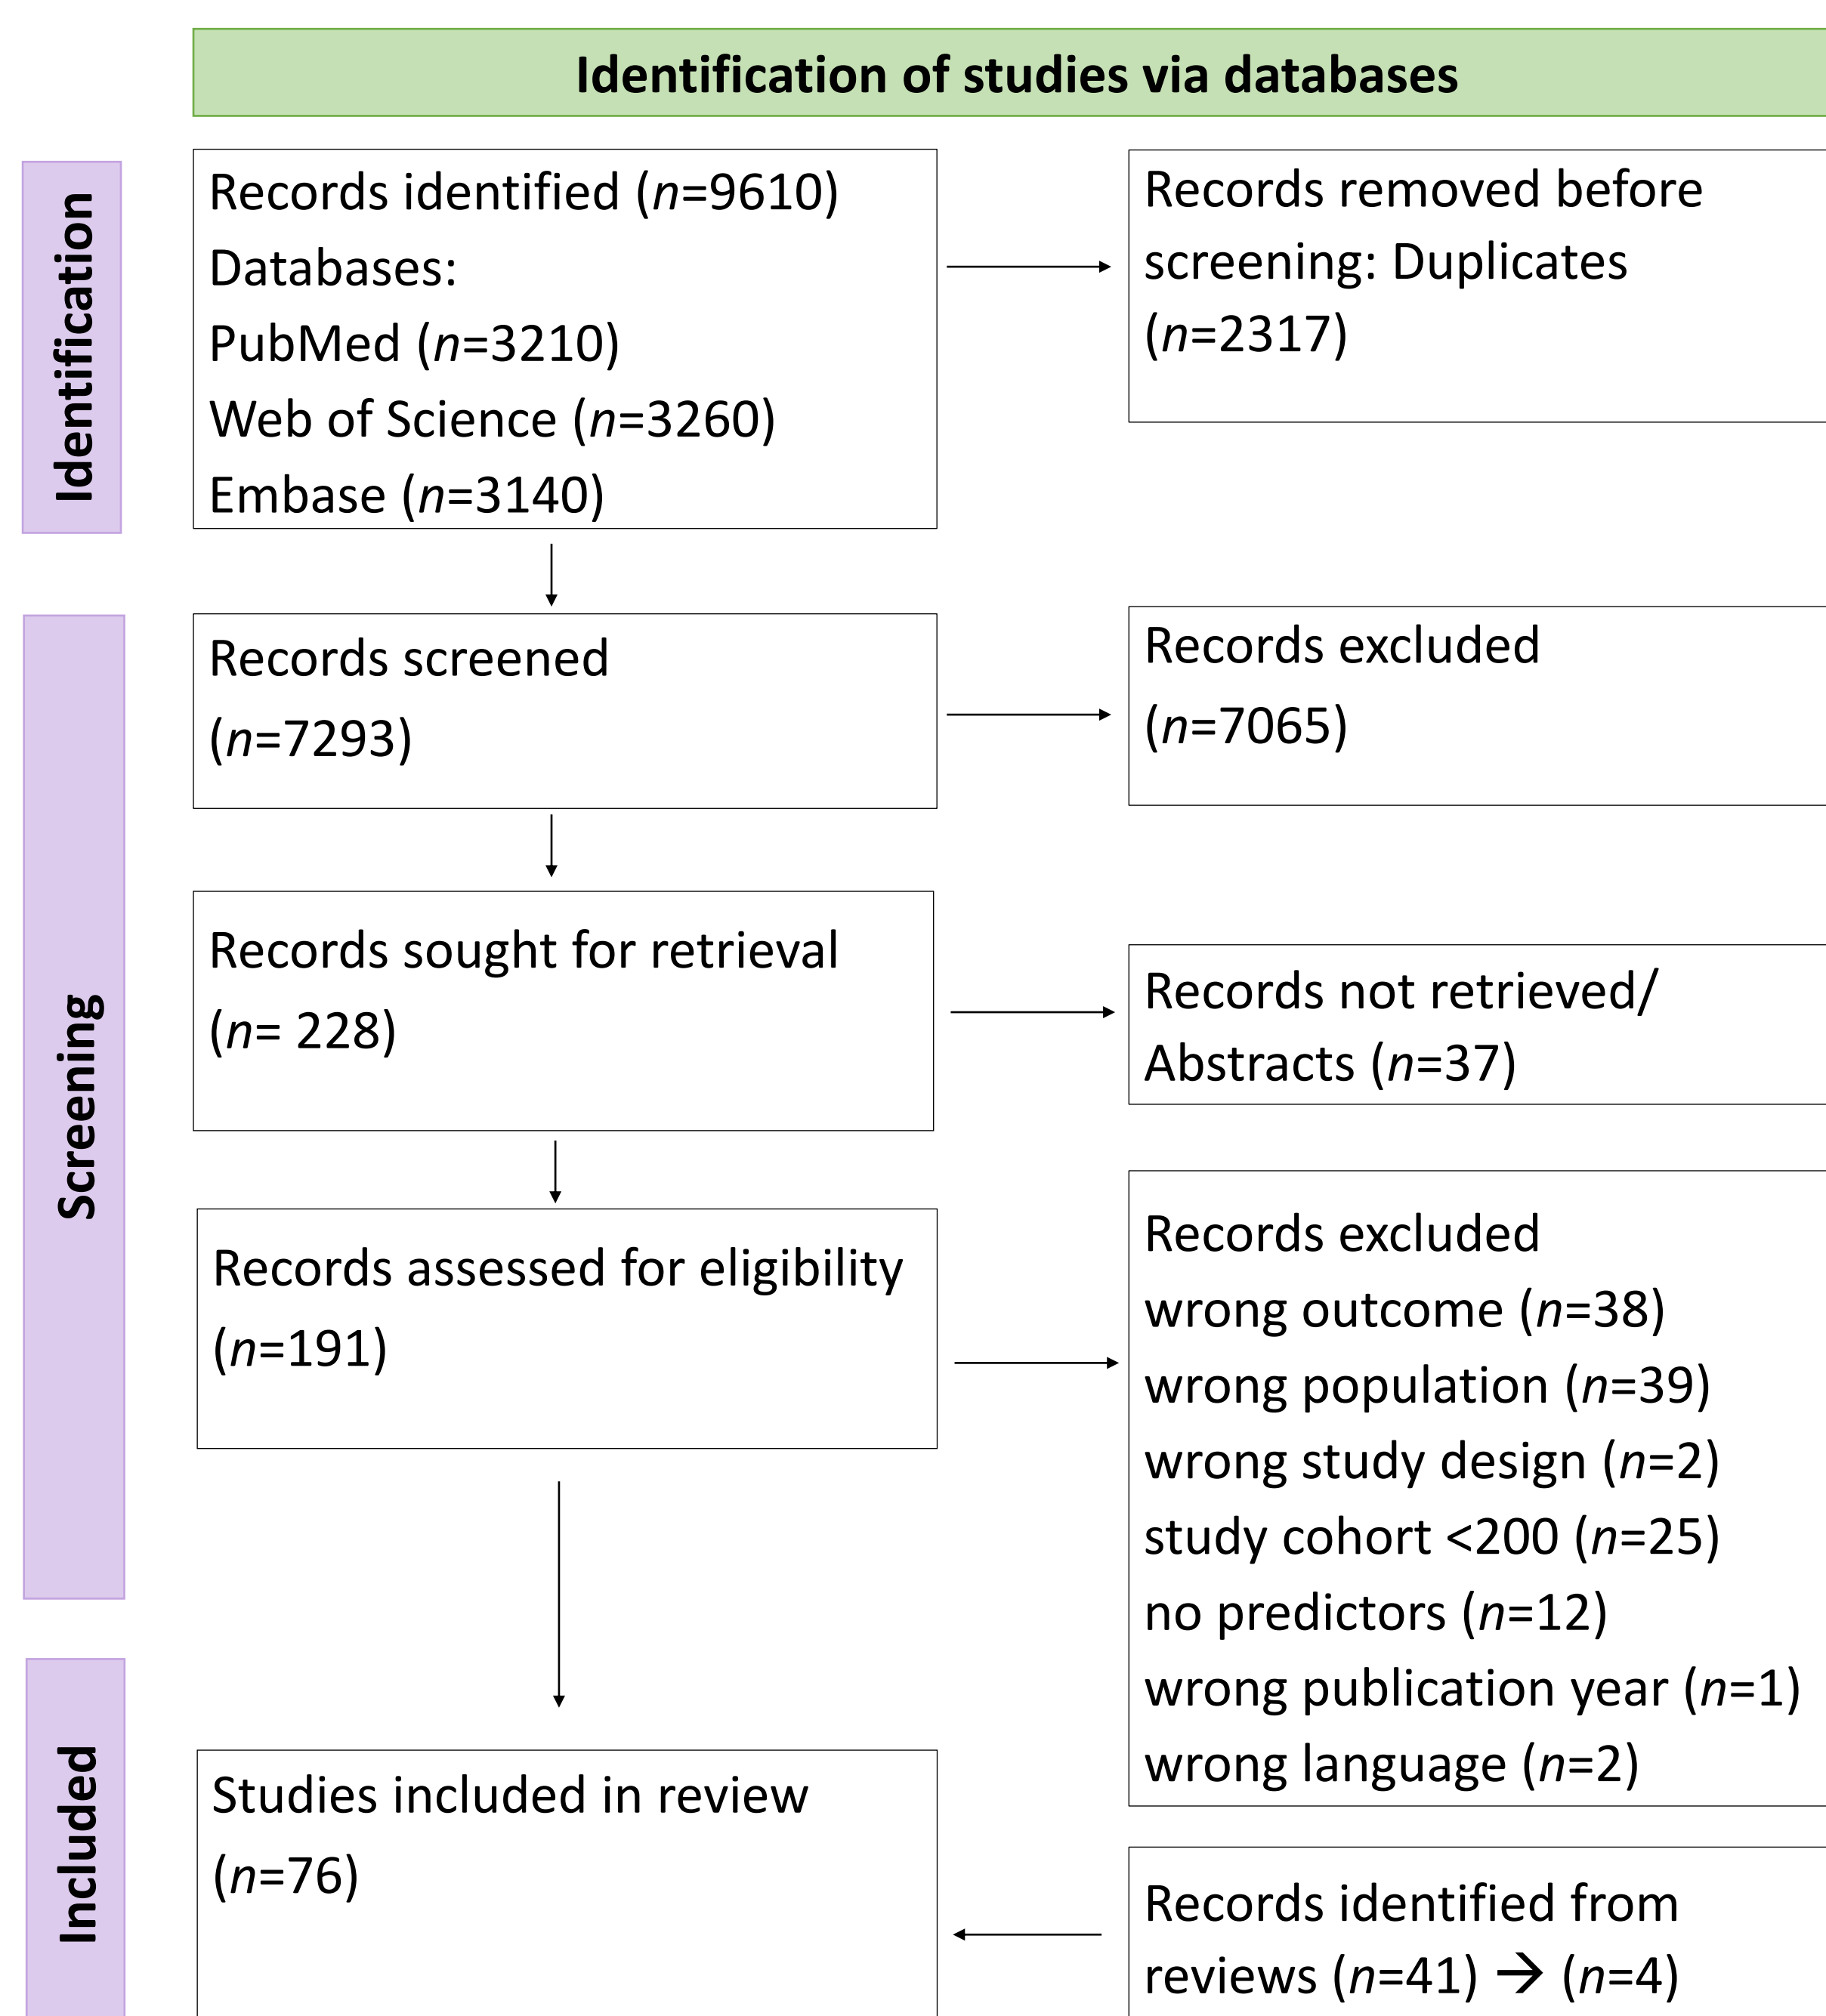 Identification of studies via databases
Identification
Records identified (n=9610)
Databases:
PubMed (n=3210)
Web of Science (n=3260)
Embase (n=3140)
Records removed before
screening: Duplicates
(n=2317)
Screening
Records screened
(n=7293)
Records excluded
(n=7065)
Records sought for retrieval
(n= 228)
Records not retrieved/
Abstracts (n=37)
Records assessed for eligibility
(n=191)
Records excluded
wrong outcome (n=38)
wrong population (n=39)
wrong study design (n=2)
study cohort <200 (n=25)
no predictors (n=12)
wrong publication year (n=1)
wrong language (n=2)
Included
Studies included in review
(n=76)
Records identified from
reviews (n=41) → (n=4)